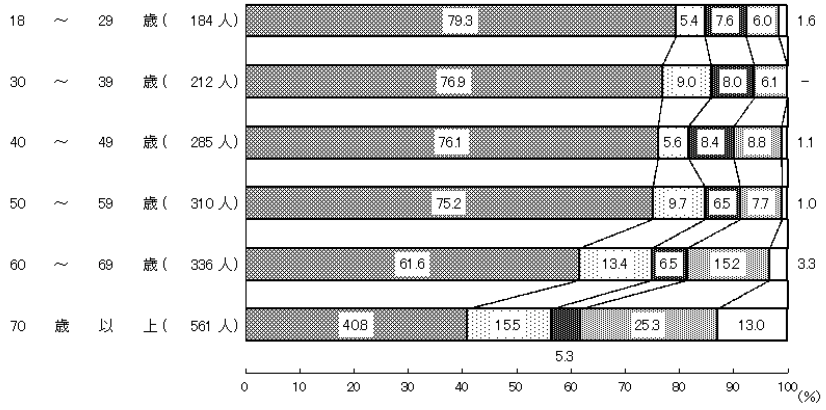 18 ～ 29 歳( 184 人) 79.3 5.4 7.6 6.0 1.6
30 ～ 39 歳( 212 人) 76.9 9.0 8.0 6.1 -
40 ～ 49 歳( 285 人) 76.1 5.6 8.4 8.8 1.1
50 ～ 59 歳( 310 人) 75.2 9.7 6.5 7.7 1.0
60 ～ 69 歳( 336 人) 61.6 13.4 6.5 15.2 3.3
70 歳 以 上( 561 人) 40.8 15.5 25.3 13.0
5.3
0 10 20 30 40 50 60 70 80 90 100
(%)